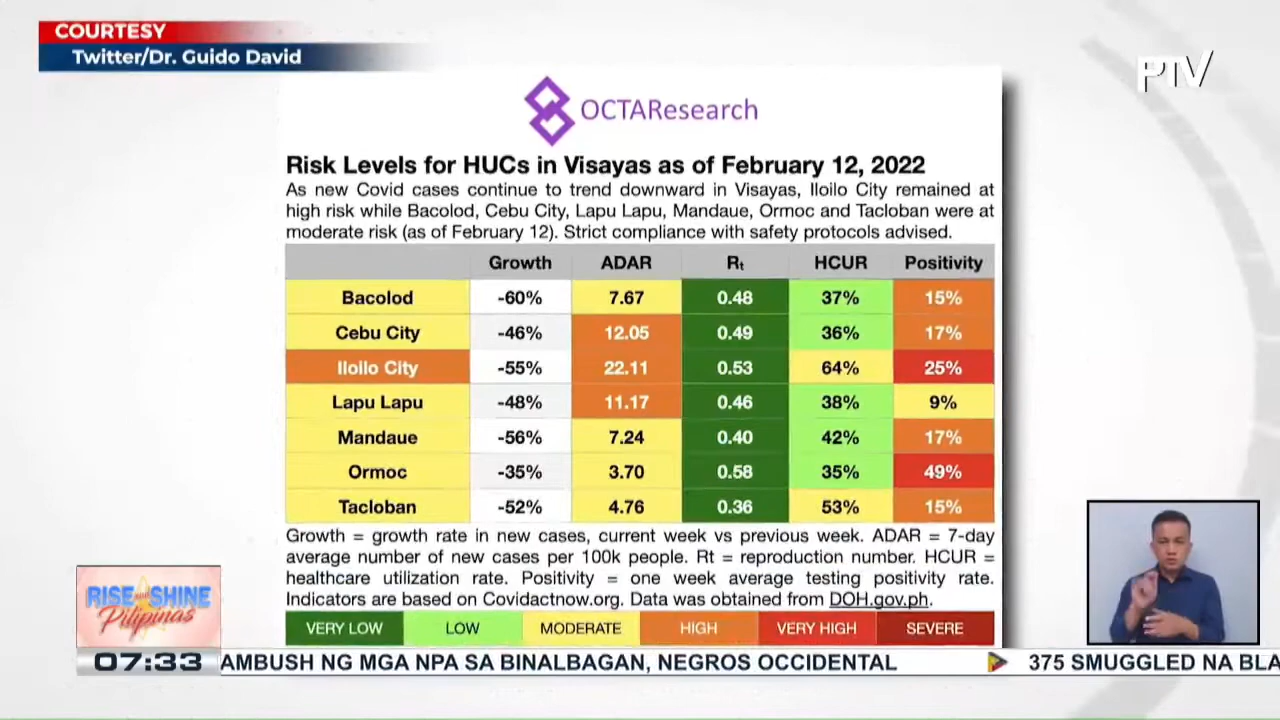 COURTESY
Twitter/Dr. Guido David
PTV
OCTAResearch
Risk Levels for HUCs in Visayas as of February 12, 2022
As new Covid cases continue to trend downward in Visayas, Iloilo City remained at
high risk while Bacolod, Cebu City, Lapu Lapu, Mandaue, Ormoc and Tacloban were at
moderate risk (as of February 12). Strict compliance with safety protocols advised.
Growth ADAR Rt HCUR Positivity
Bacolod -60% 7.67 0.48 37% 15%
Cebu City -46% 12.05 0.49 36% 17%
Iloilo City -55% 22.11 0.53 64% 25%
Lapu Lapu -48% 11.17 0.46 38% 9%
Mandaue -56% 7.24 0.40 42% 17%
Ormoc -35% 3.70 0.58 35% 49%
Tacloban -52% 4.76 0.36 53% 15%
Growth = growth rate in new cases, current week vs previous week. ADAR = 7-day
average number of new cases per 100k people. Rt = reproduction number. HCUR =
healthcare utilization rate. Positivity = one week average testing positivity rate.
Indicators are based on Covidactnow.org. Data was obtained from DOH.gov.ph.
VERY LOW LOW MODERATE HIGH VERY HIGH SEVERE
RISE and SHINE
Pilipinas
07:33 AMBUSH NG MGA NPA SA BINALBAGAN, NEGROS OCCIDENTAL 375 SMUGGLED NA BLA